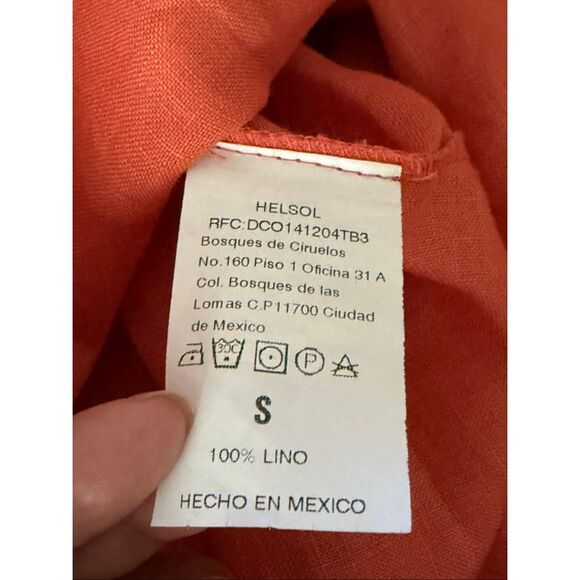 HELSOL
RFC:DCO141204TB3
Bosques de Ciruelos
No.160 Piso 1 Oficina 31 A
Col. Bosques de las
Lomas C.P11700 Ciudad
de Mexico
30C P A
S
100% LINO
HECHO EN MEXICO